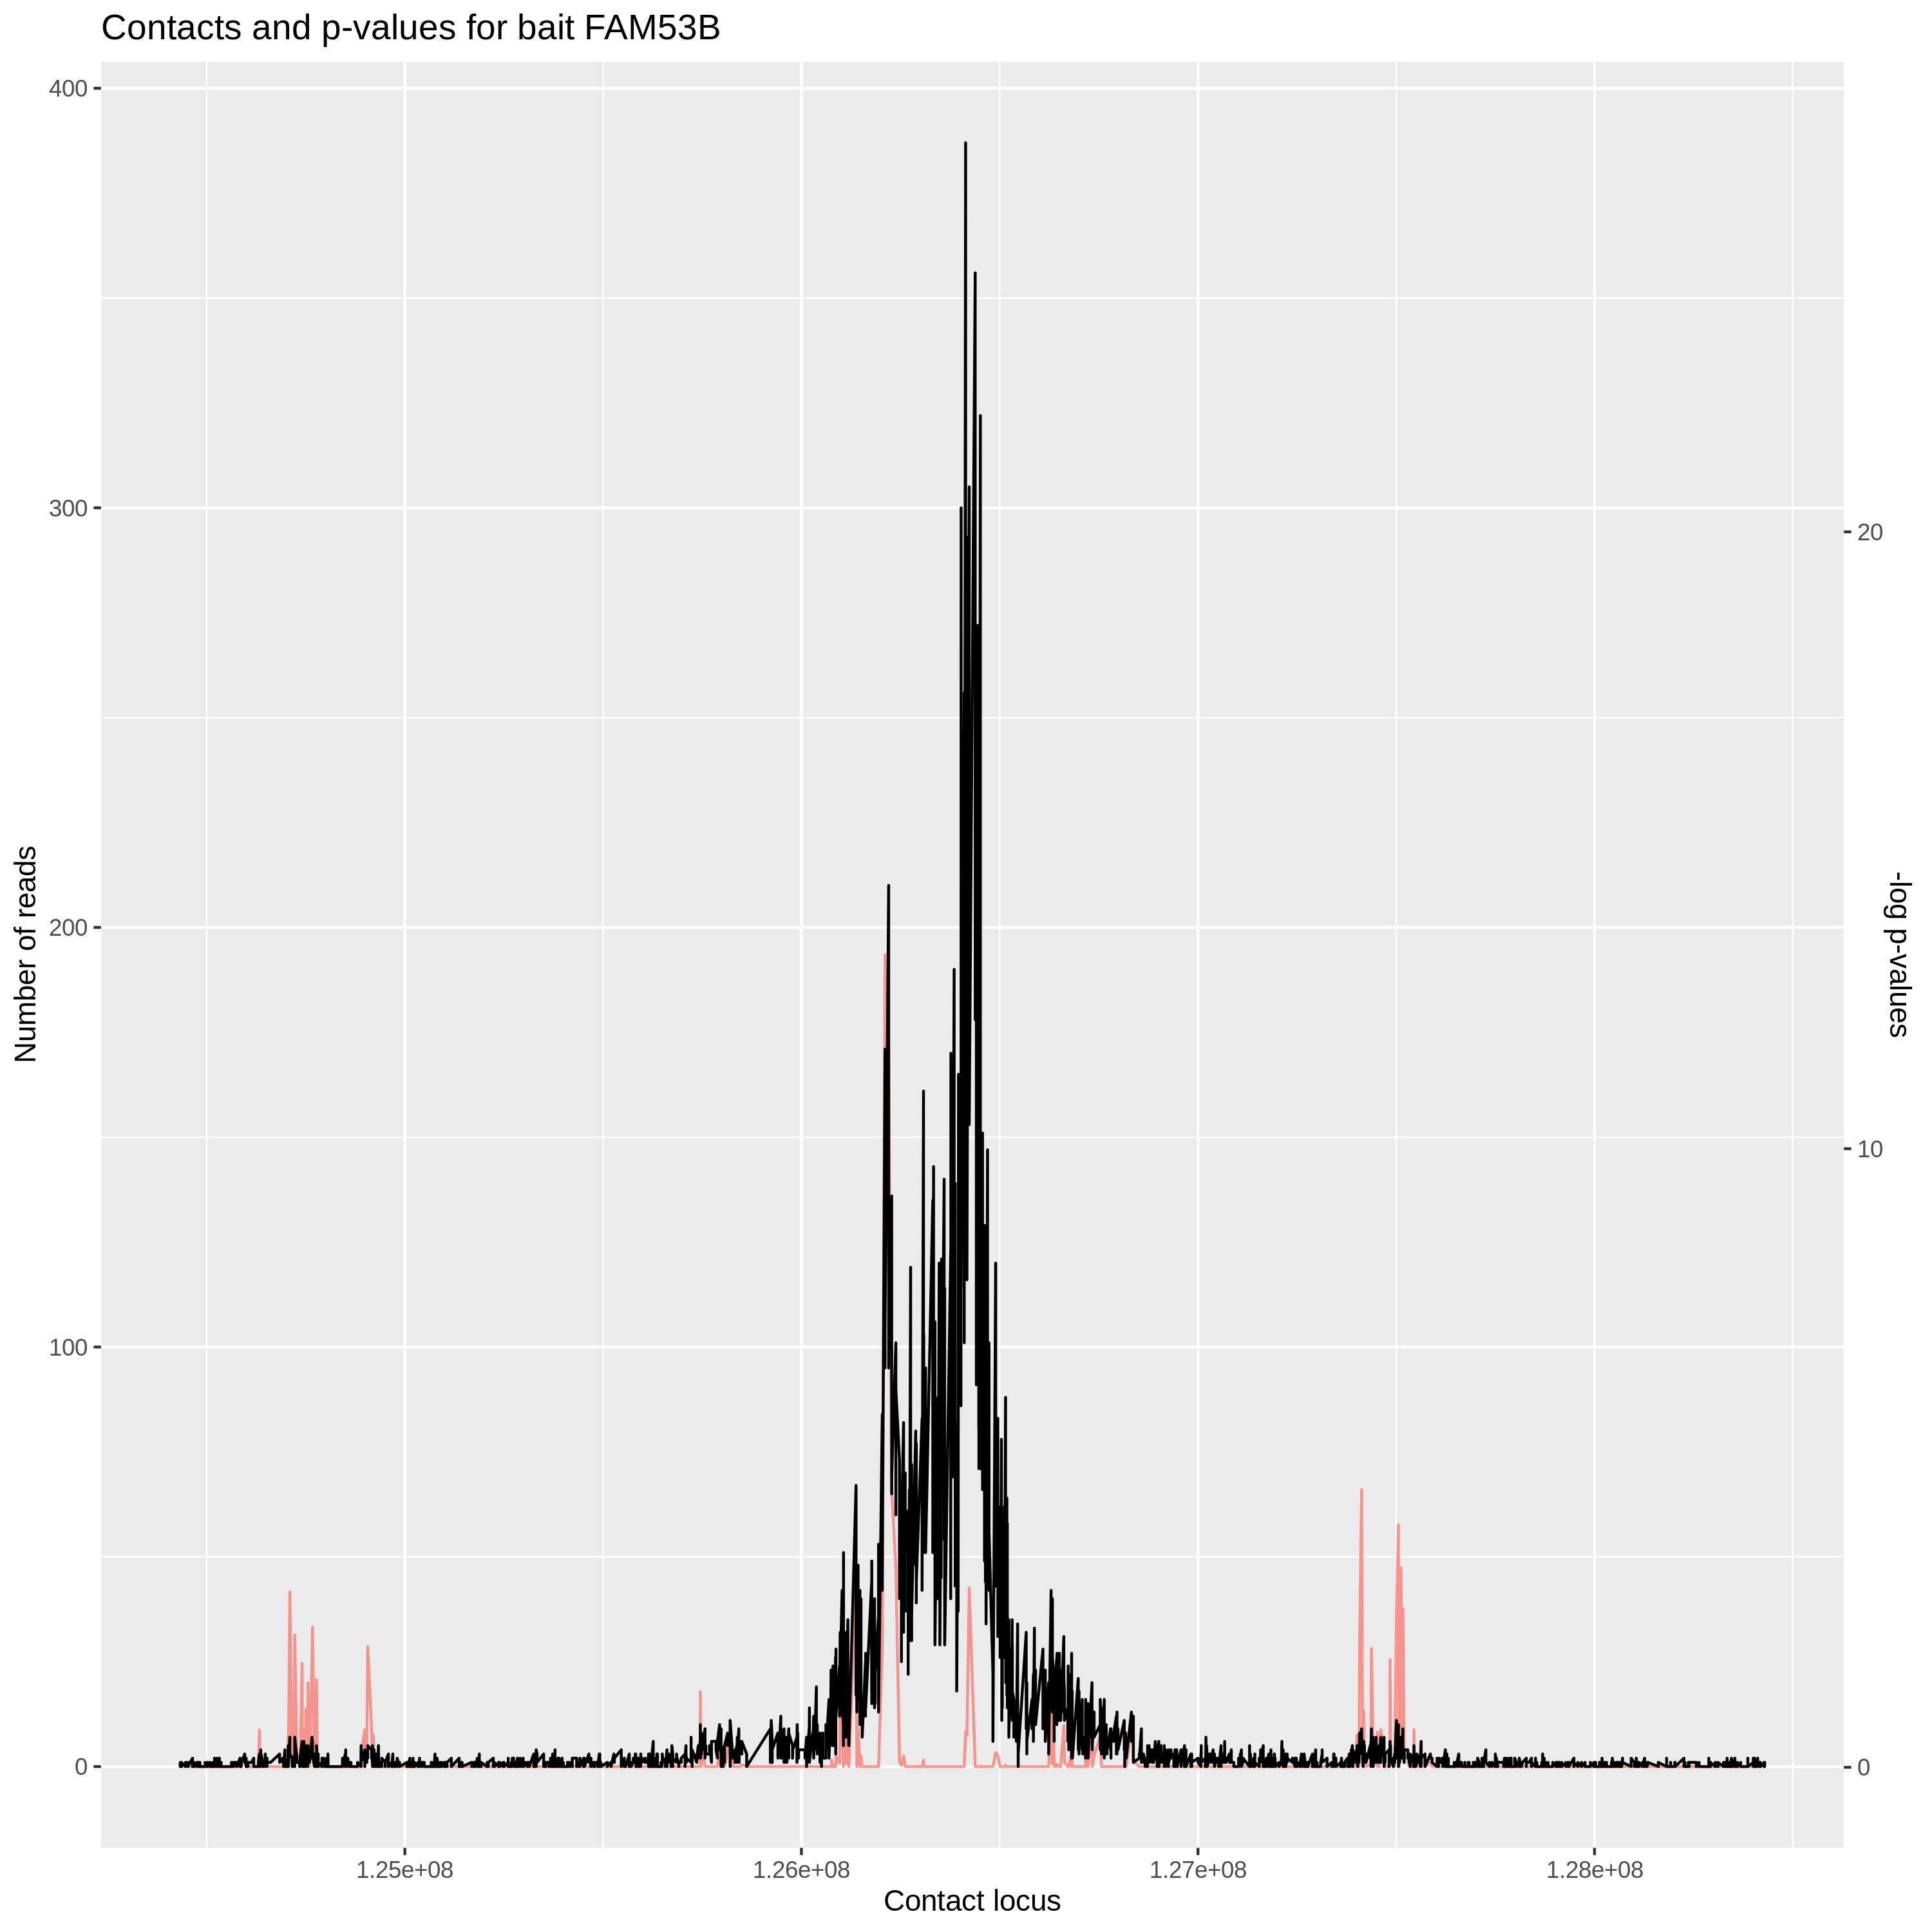 Contacts and p-values for bait FAM53B
400
300
200
100
0
Number of reads
20
10
0
-log p-values
1.25e+08 1.26e+08 1.27e+08 1.28e+08
Contact locus